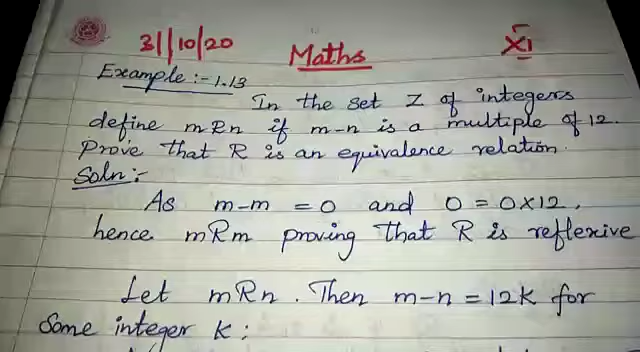 31/10/20 Maths XI
Example:-1.13
In the set Z of integers
define mRn if m-n is a multiple of 12.
Prove that R is an equivalence relation.
Soln:-
As m-m = 0 and 0 = 0x12,
hence mRm proving that R is reflexive
Let mRn. Then m-n = 12K for
Some integer K: